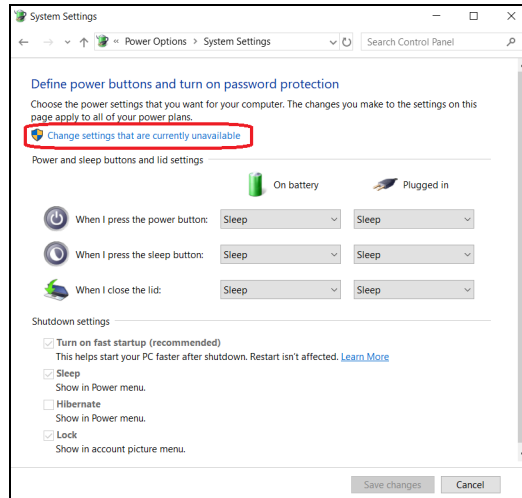 System Settings
« Power Options > System Settings
Search Control Panel
Define power buttons and turn on password protection
Choose the power settings that you want for your computer. The changes you make to the settings on this
page apply to all of your power plans.
Change settings that are currently unavailable
Power and sleep buttons and lid settings
On battery
Plugged in
When I press the power button: Sleep Sleep
When I press the sleep button: Sleep Sleep
When I close the lid: Sleep Sleep
Shutdown settings
Turn on fast startup (recommended)
This helps start your PC faster after shutdown. Restart isn't affected. Learn More
Sleep
Show in Power menu.
Hibernate
Show in Power menu.
Lock
Show in account picture menu.
Save changes Cancel